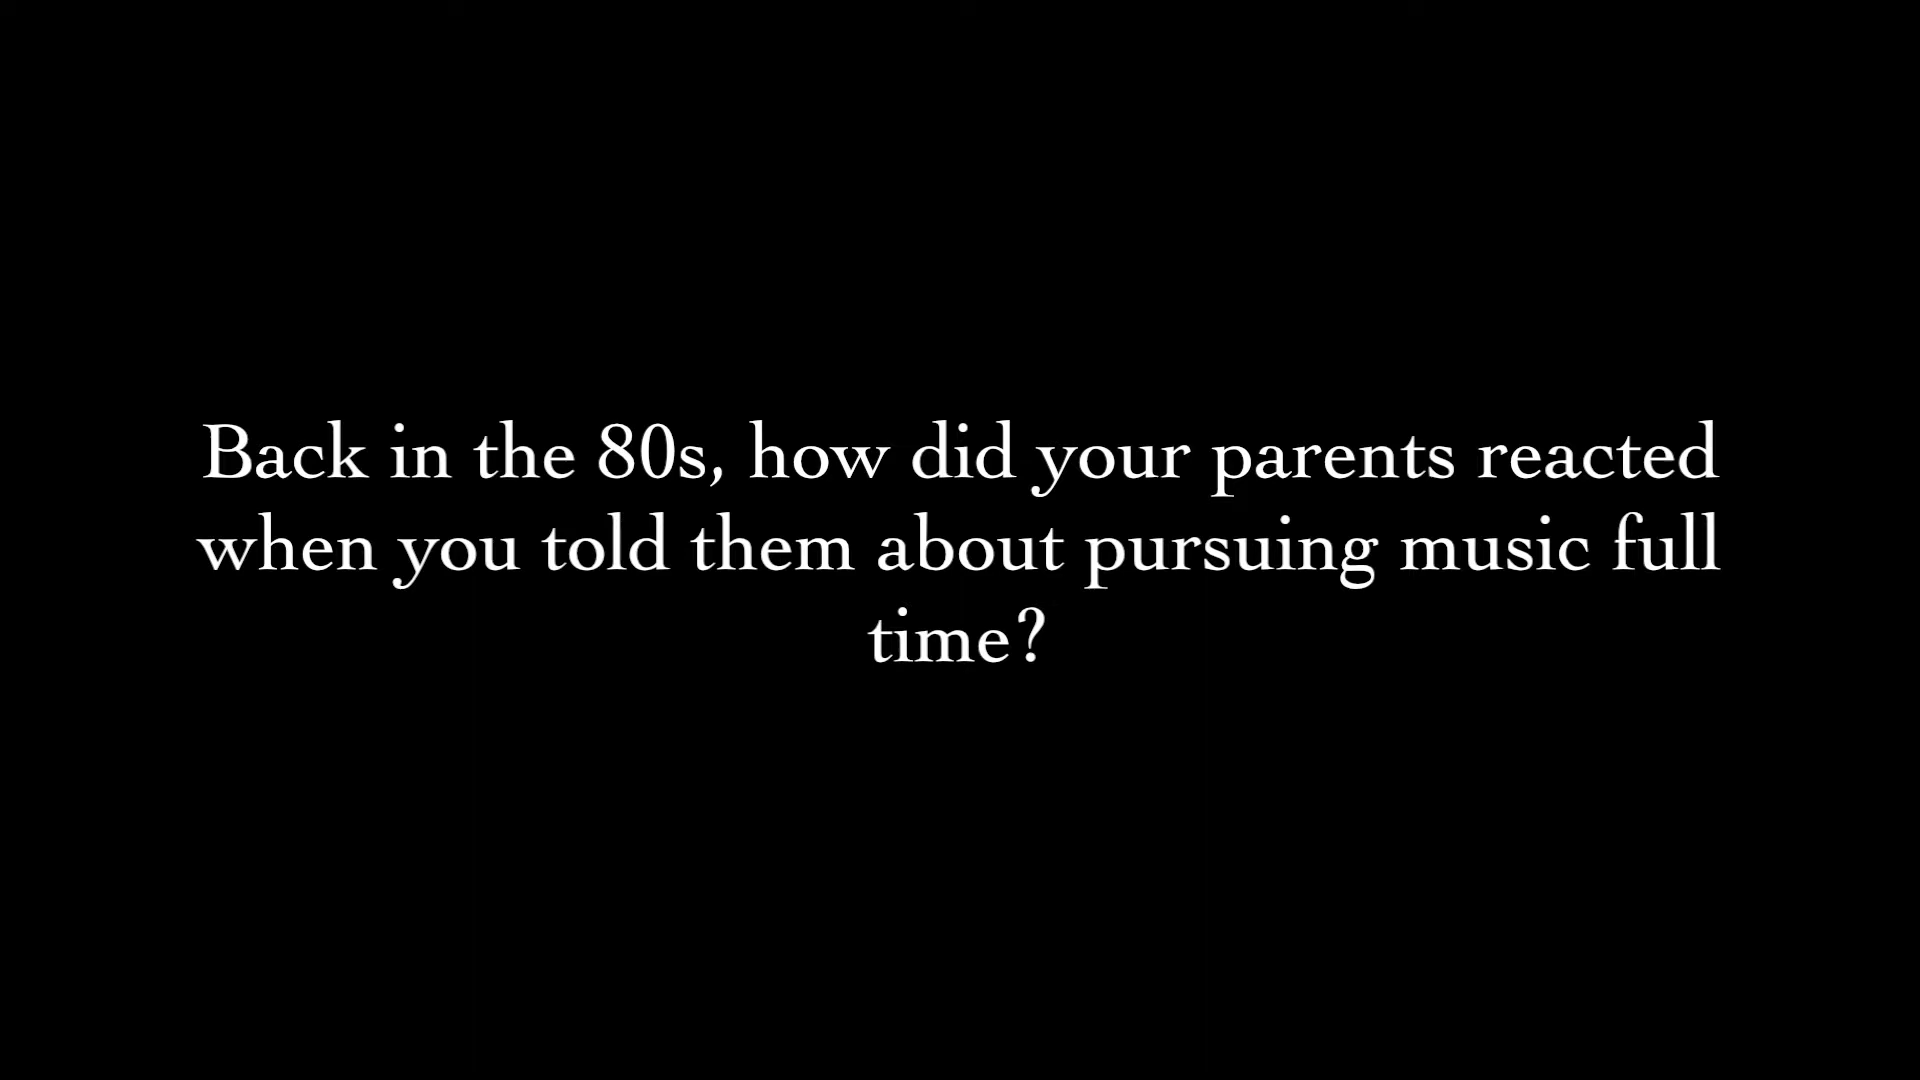 Back in the 80s, how did your parents reacted
when you told them about pursuing music full
time?